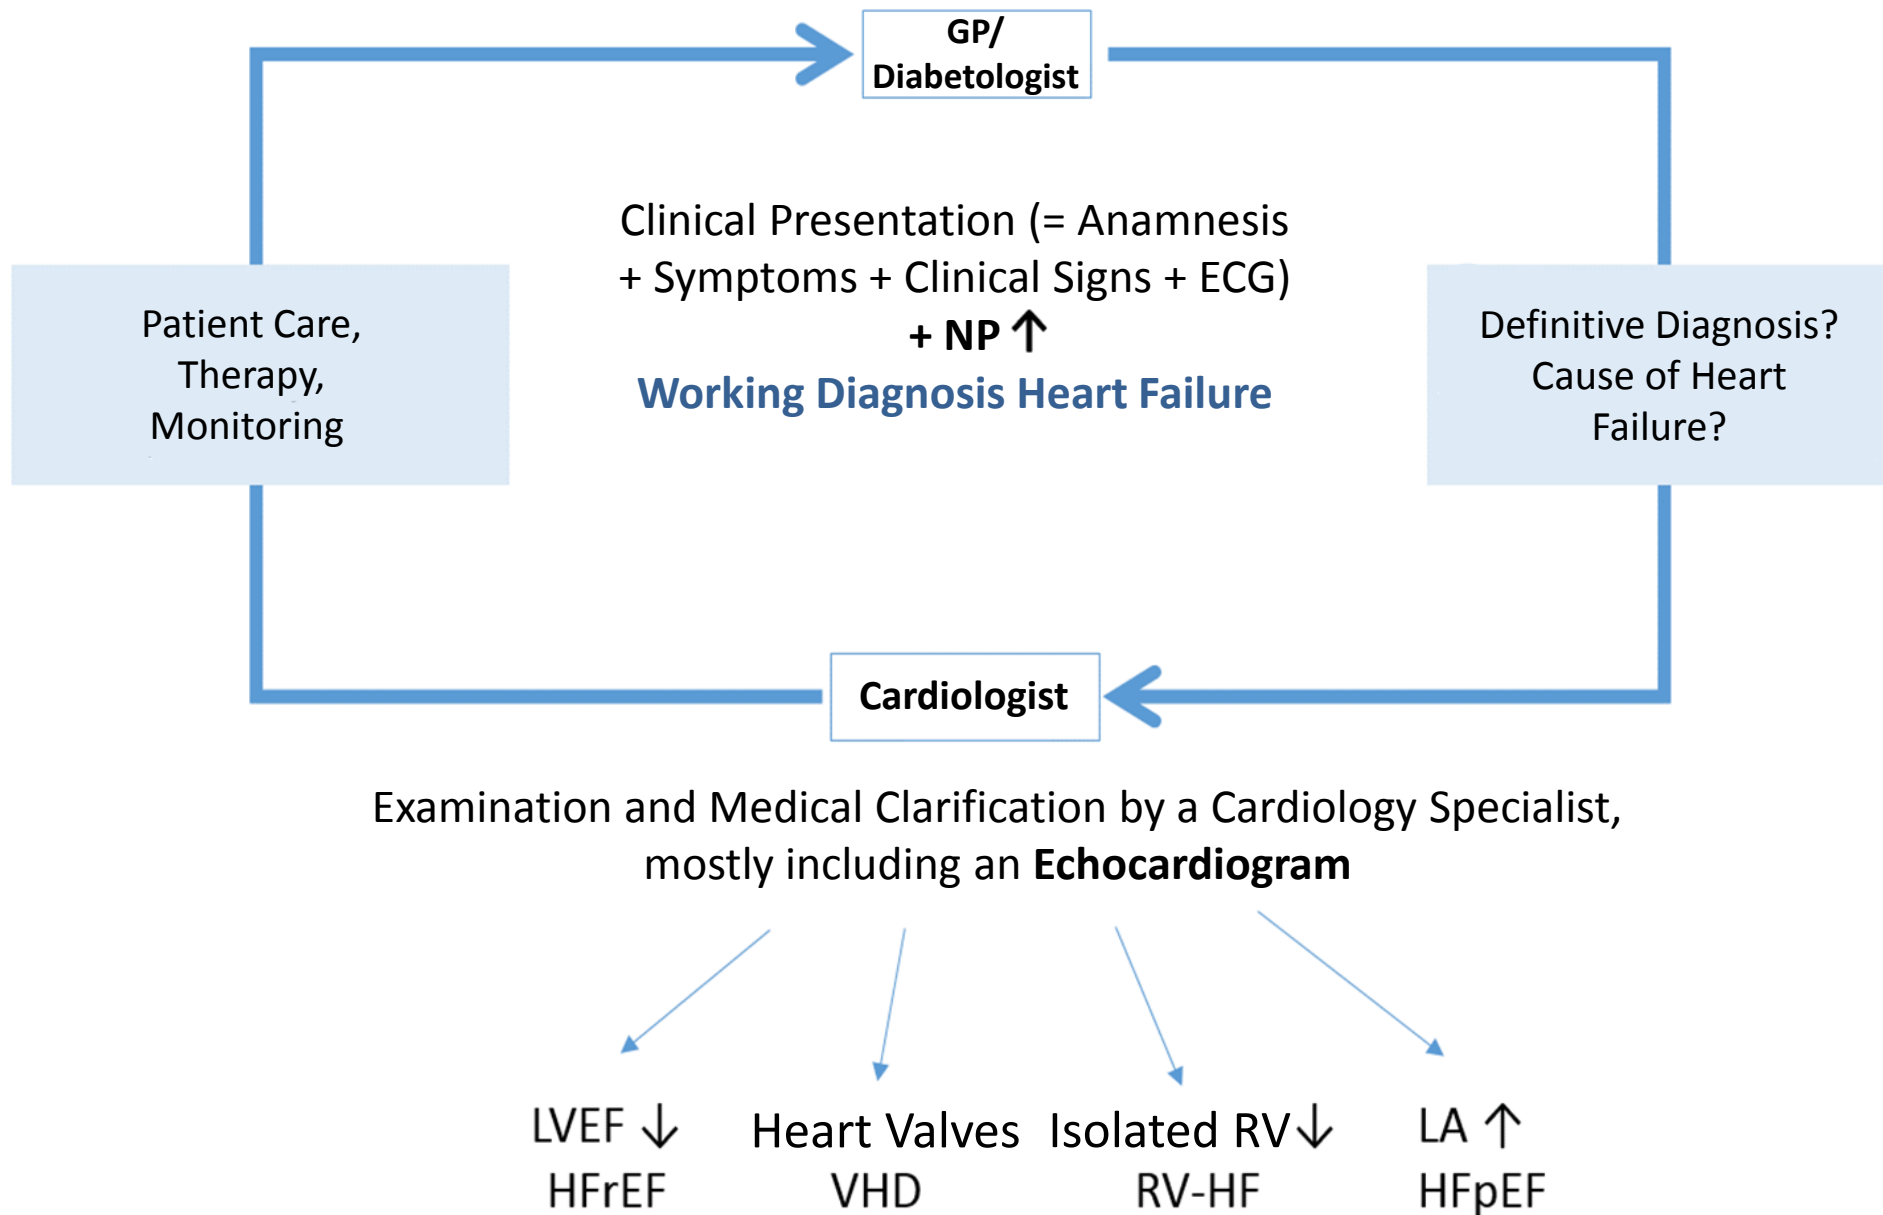 GP/
Diabetologist
Clinical Presentation (= Anamnesis
+ Symptoms + Clinical Signs + ECG)
+ NP ↑
Working Diagnosis Heart Failure
Patient Care,
Therapy,
Monitoring
Definitive Diagnosis?
Cause of Heart
Failure?
Cardiologist
Examination and Medical Clarification by a Cardiology Specialist,
mostly including an Echocardiogram
LVEF ↓
HFrEF
Heart Valves
VHD
Isolated RV↓
RV-HF
LA ↑
HFpEF